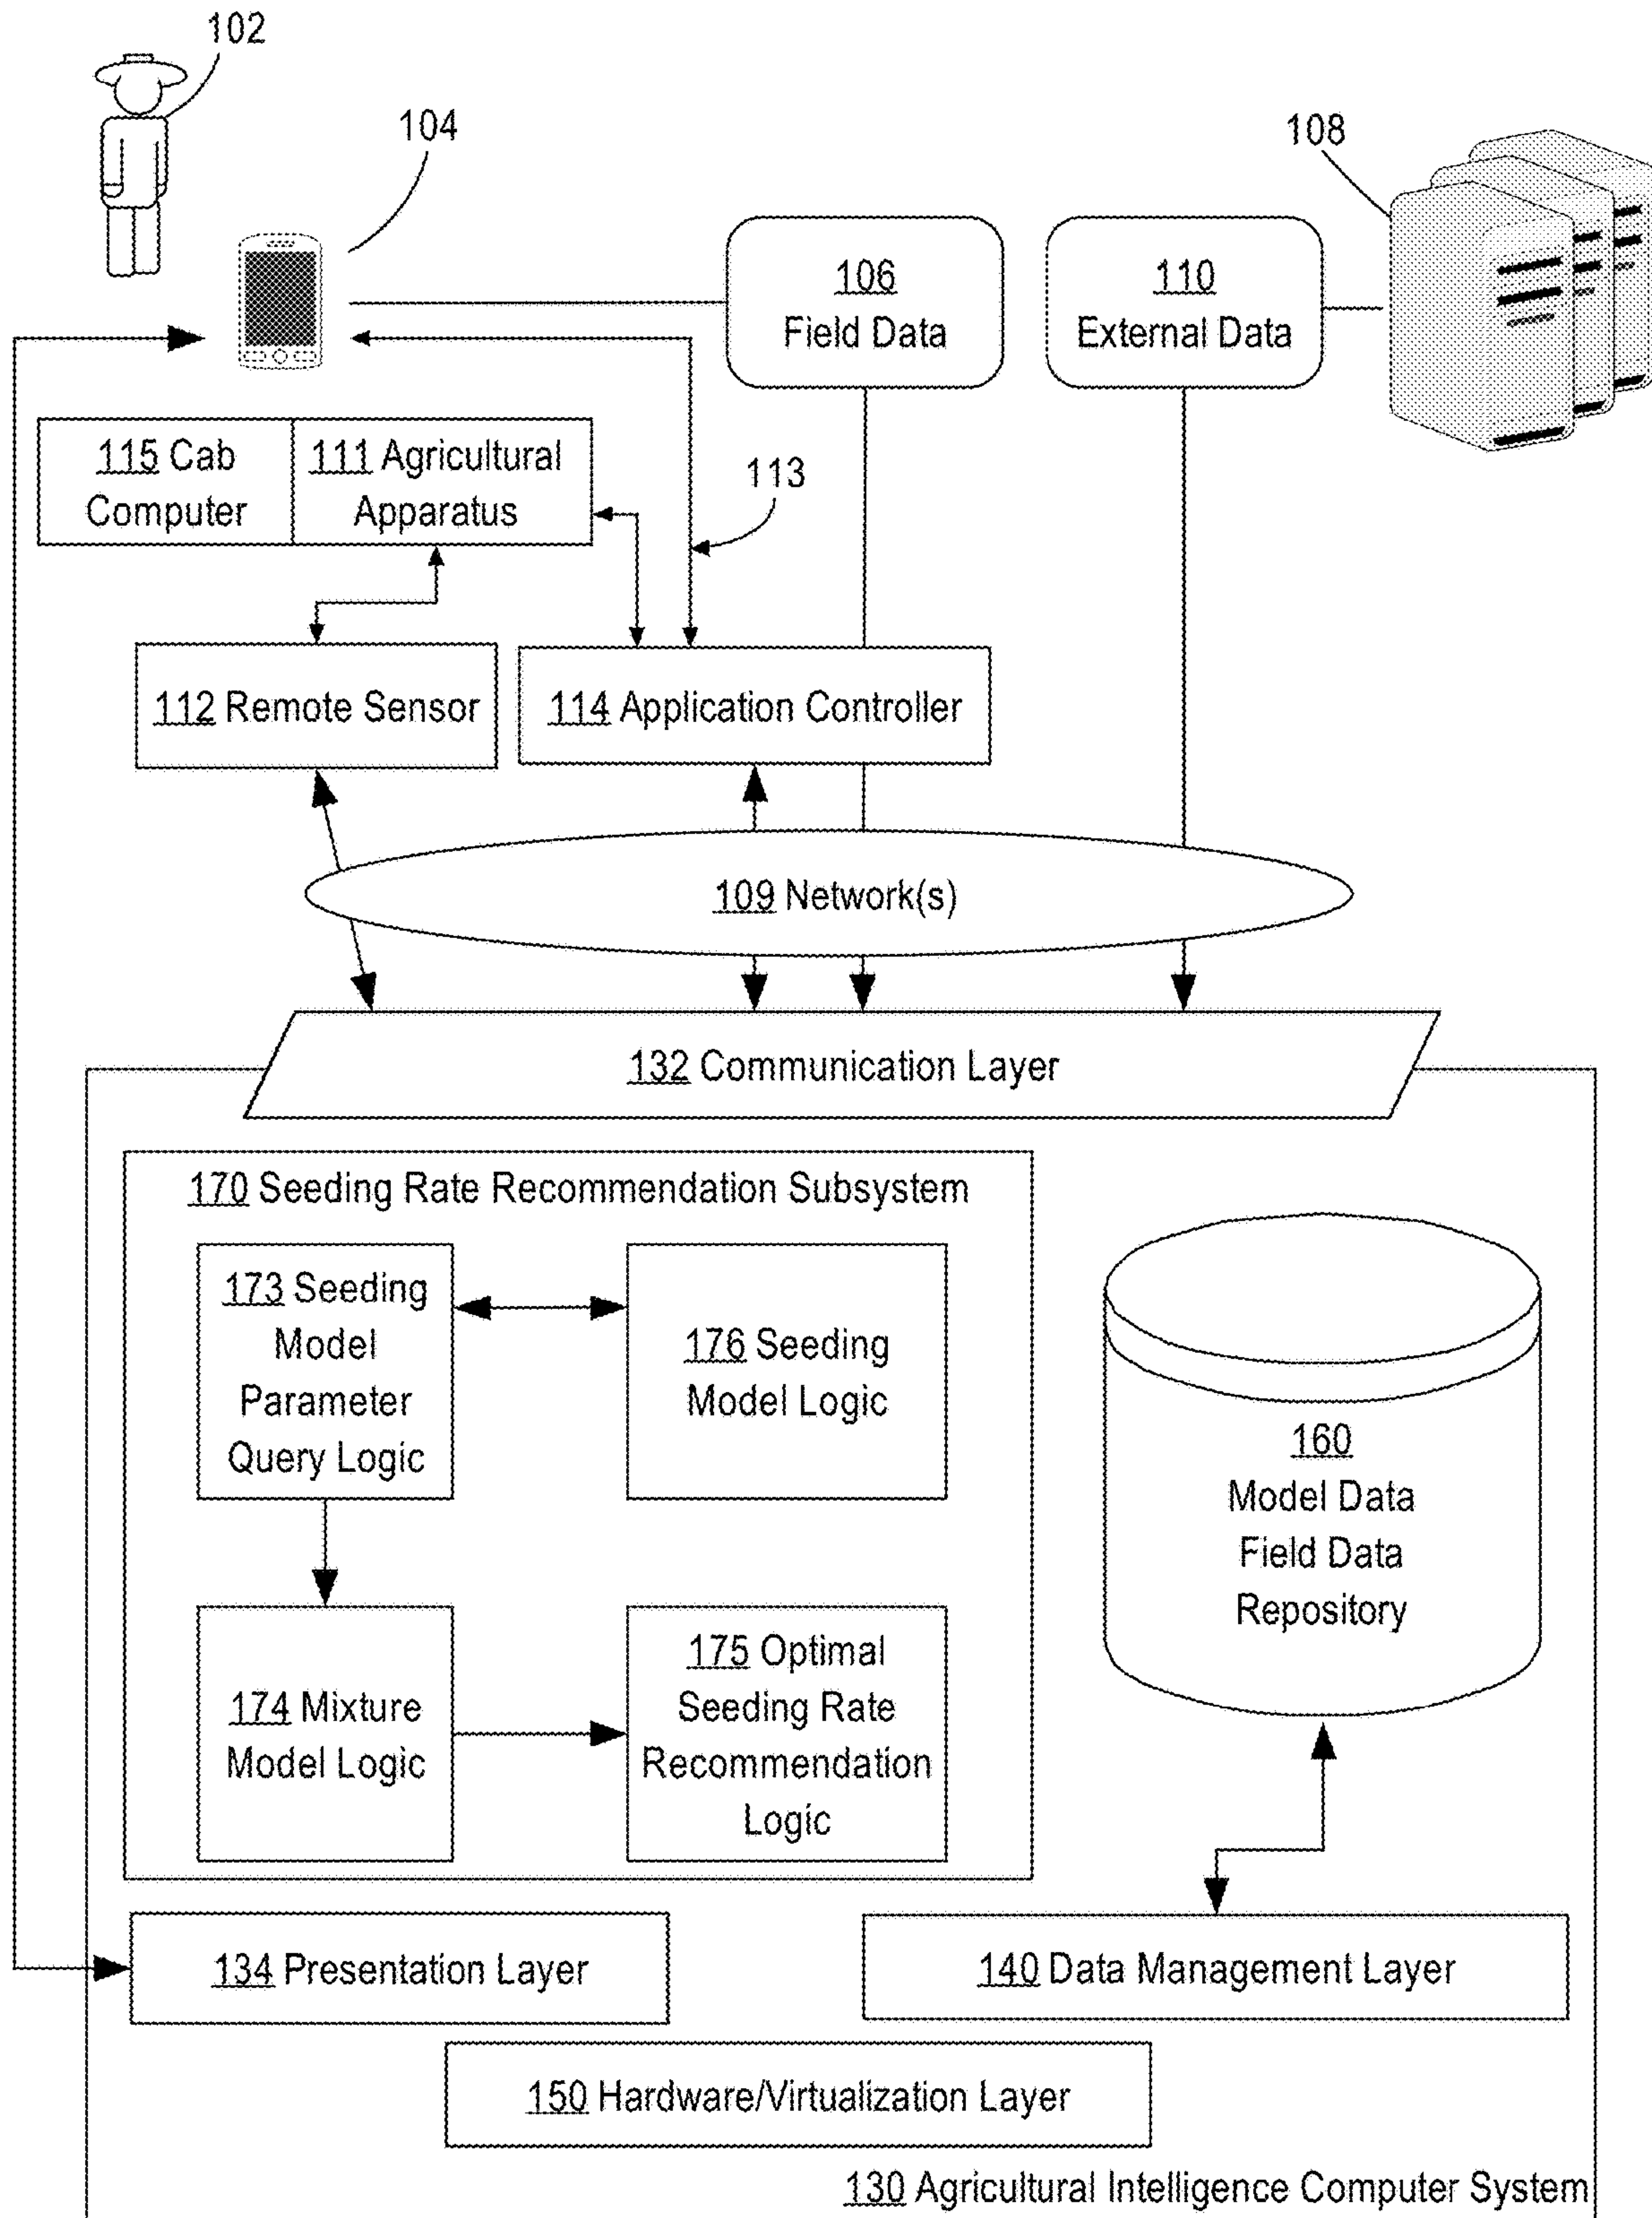 102
104
108
106
Field Data
110
External Data
115 Cab
Computer
111 Agricultural
Apparatus
113
112 Remote Sensor
114 Application Controller
109 Network(s)
132 Communication Layer
170 Seeding Rate Recommendation Subsystem
173 Seeding
Model
Parameter
Query Logic
176 Seeding
Model Logic
160
Model Data
Field Data
Repository
174 Mixture
Model Logic
175 Optimal
Seeding Rate
Recommendation
Logic
134 Presentation Layer
140 Data Management Layer
150 Hardware/Virtualization Layer
130 Agricultural Intelligence Computer System